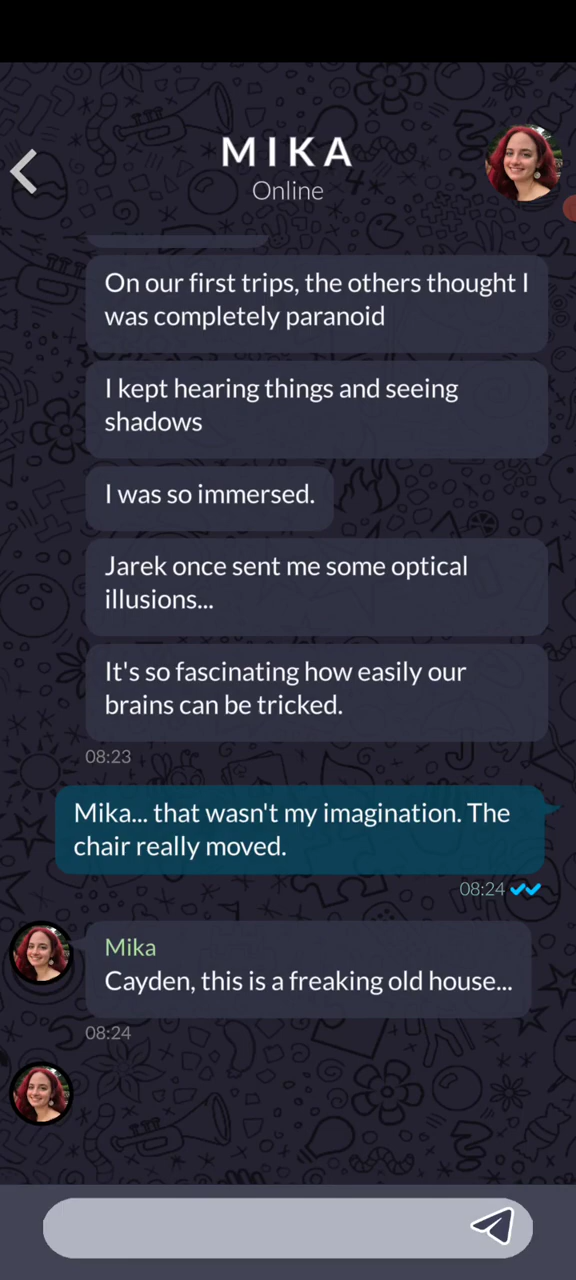 MIKA
Online
On our first trips, the others thought I
was completely paranoid
I kept hearing things and seeing
shadows
I was so immersed.
Jarek once sent me some optical
illusions...
It's so fascinating how easily our
brains can be tricked.
08:23
Mika... that wasn't my imagination. The
chair really moved.
08:24
Mika
Cayden, this is a freaking old house...
08:24